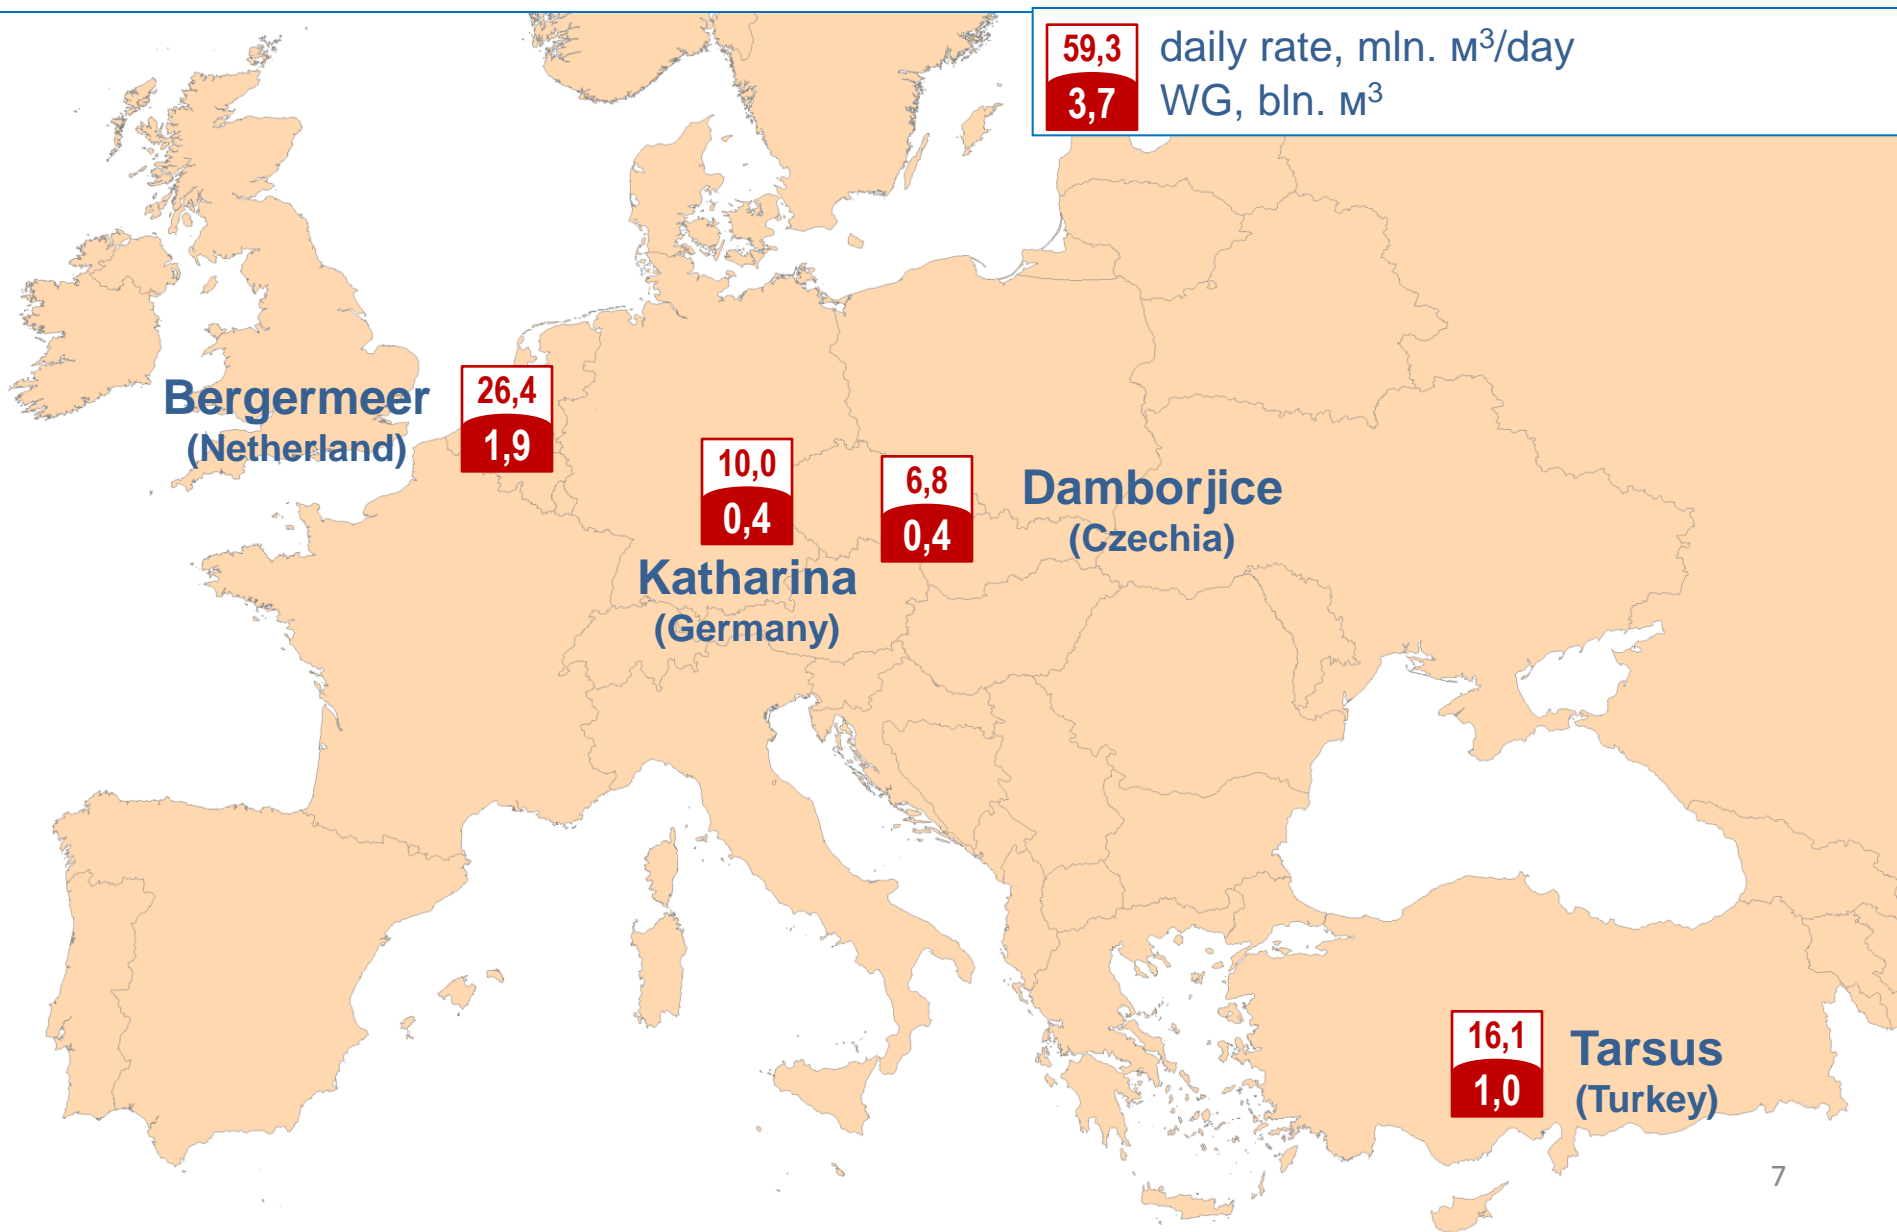 59,3
daily rate, mln. м³/day
3,7
WG, bln. м³
Bergermeer
(Netherland)
26,4
1,9
10,0
0,4
Katharina
(Germany)
6,8
0,4
Damborjice
(Czechia)
16,1
1,0
Tarsus
(Turkey)
7